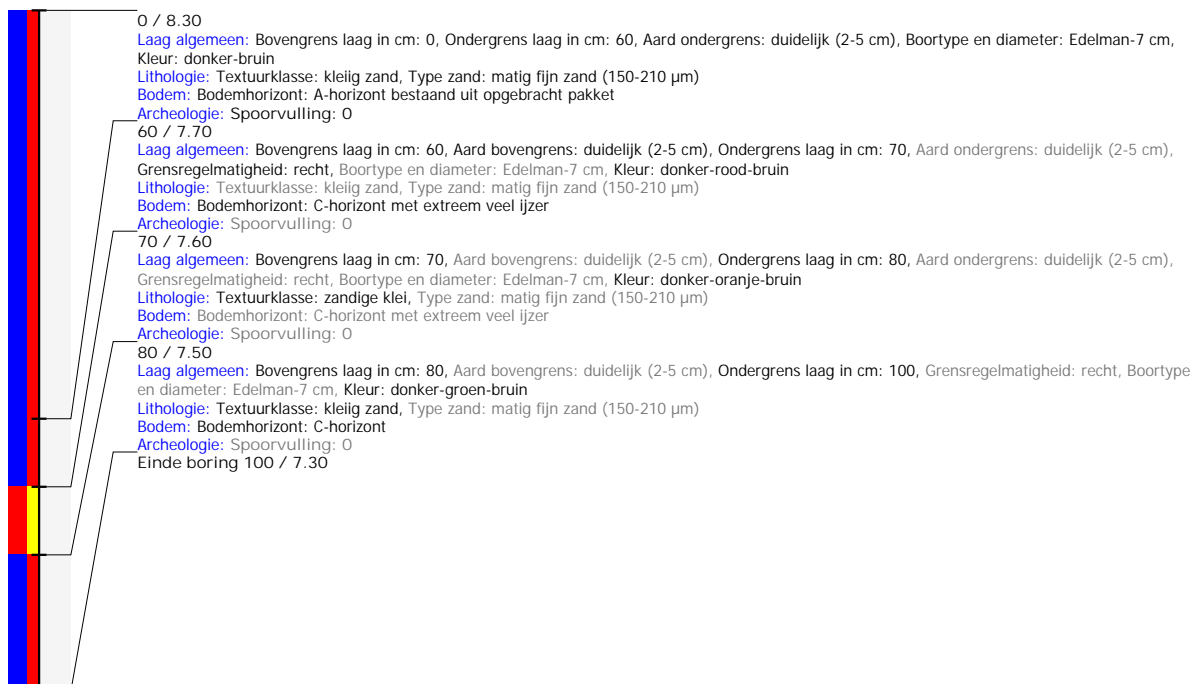 0 / 8.30
Laag algemeen: Bovengrens laag in cm: 0, Ondergrens laag in cm: 60, Aard ondergrens: duidelijk (2-5 cm), Boortype en diameter: Edelman-7 cm,
Kleur: donker-bruin
Lithologie: Textuurklasse: kleiig zand, Type zand: matig fijn zand (150-210 µm)
Bodem: Bodemhorizont: A-horizont bestaand uit opgebracht pakket
Archeologie: Spoorvulling: 0
60 / 7.70
Laag algemeen: Bovengrens laag in cm: 60, Aard bovengrens: duidelijk (2-5 cm), Ondergrens laag in cm: 70, Aard ondergrens: duidelijk (2-5 cm),
Grensregelmatigheid: recht, Boortype en diameter: Edelman-7 cm, Kleur: donker-rood-bruin
Lithologie: Textuurklasse: kleiig zand, Type zand: matig fijn zand (150-210 µm)
Bodem: Bodemhorizont: C-horizont met extreem veel ijzer
Archeologie: Spoorvulling: 0
70 / 7.60
Laag algemeen: Bovengrens laag in cm: 70, Aard bovengrens: duidelijk (2-5 cm), Ondergrens laag in cm: 80, Aard ondergrens: duidelijk (2-5 cm),
Grensregelmatigheid: recht, Boortype en diameter: Edelman-7 cm, Kleur: donker-oranje-bruin
Lithologie: Textuurklasse: zandige klei, Type zand: matig fijn zand (150-210 µm)
Bodem: Bodemhorizont: C-horizont met extreem veel ijzer
Archeologie: Spoorvulling: 0
80 / 7.50
Laag algemeen: Bovengrens laag in cm: 80, Aard bovengrens: duidelijk (2-5 cm), Ondergrens laag in cm: 100, Grensregelmatigheid: recht, Boortype
en diameter: Edelman-7 cm, Kleur: donker-groen-bruin
Lithologie: Textuurklasse: kleiig zand, Type zand: matig fijn zand (150-210 µm)
Bodem: Bodemhorizont: C-horizont
Archeologie: Spoorvulling: 0
Einde boring 100 / 7.30